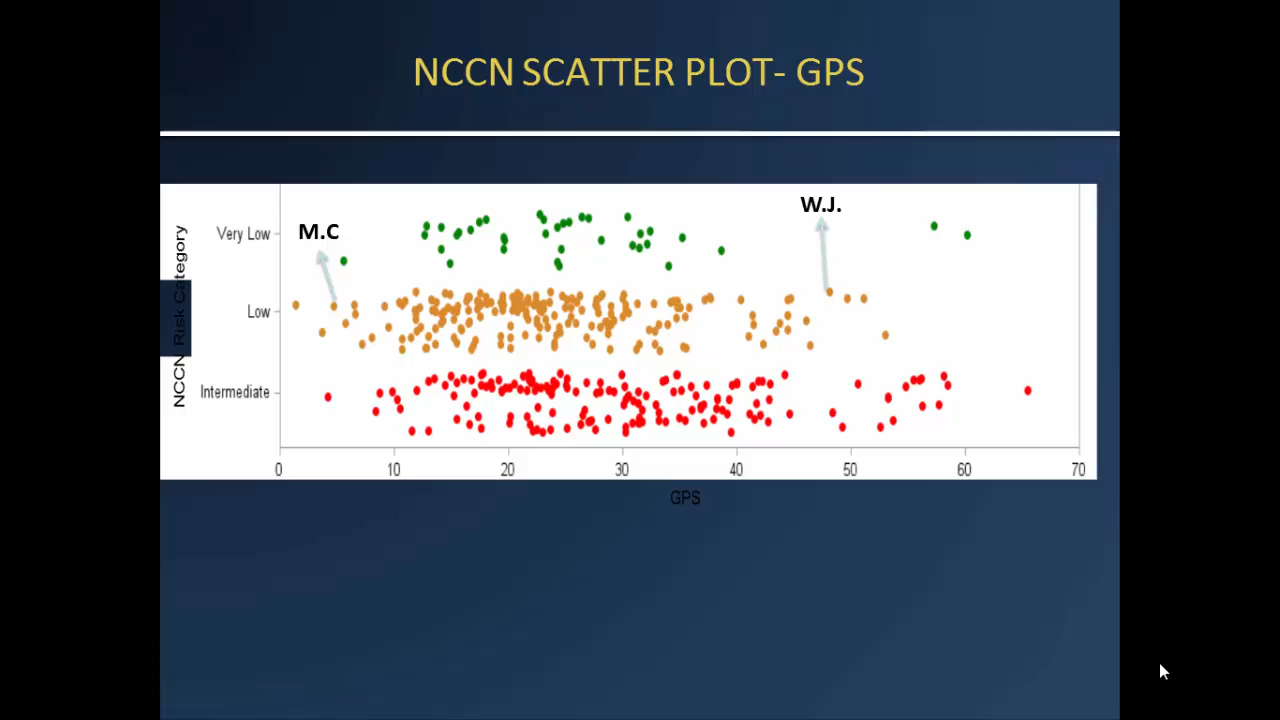 NCCN SCATTER PLOT- GPS
W.J.
M.C
Very Low
Low
Intermediate
NCCN Risk Category
0 10 20 30 40 50 60 70
GPS